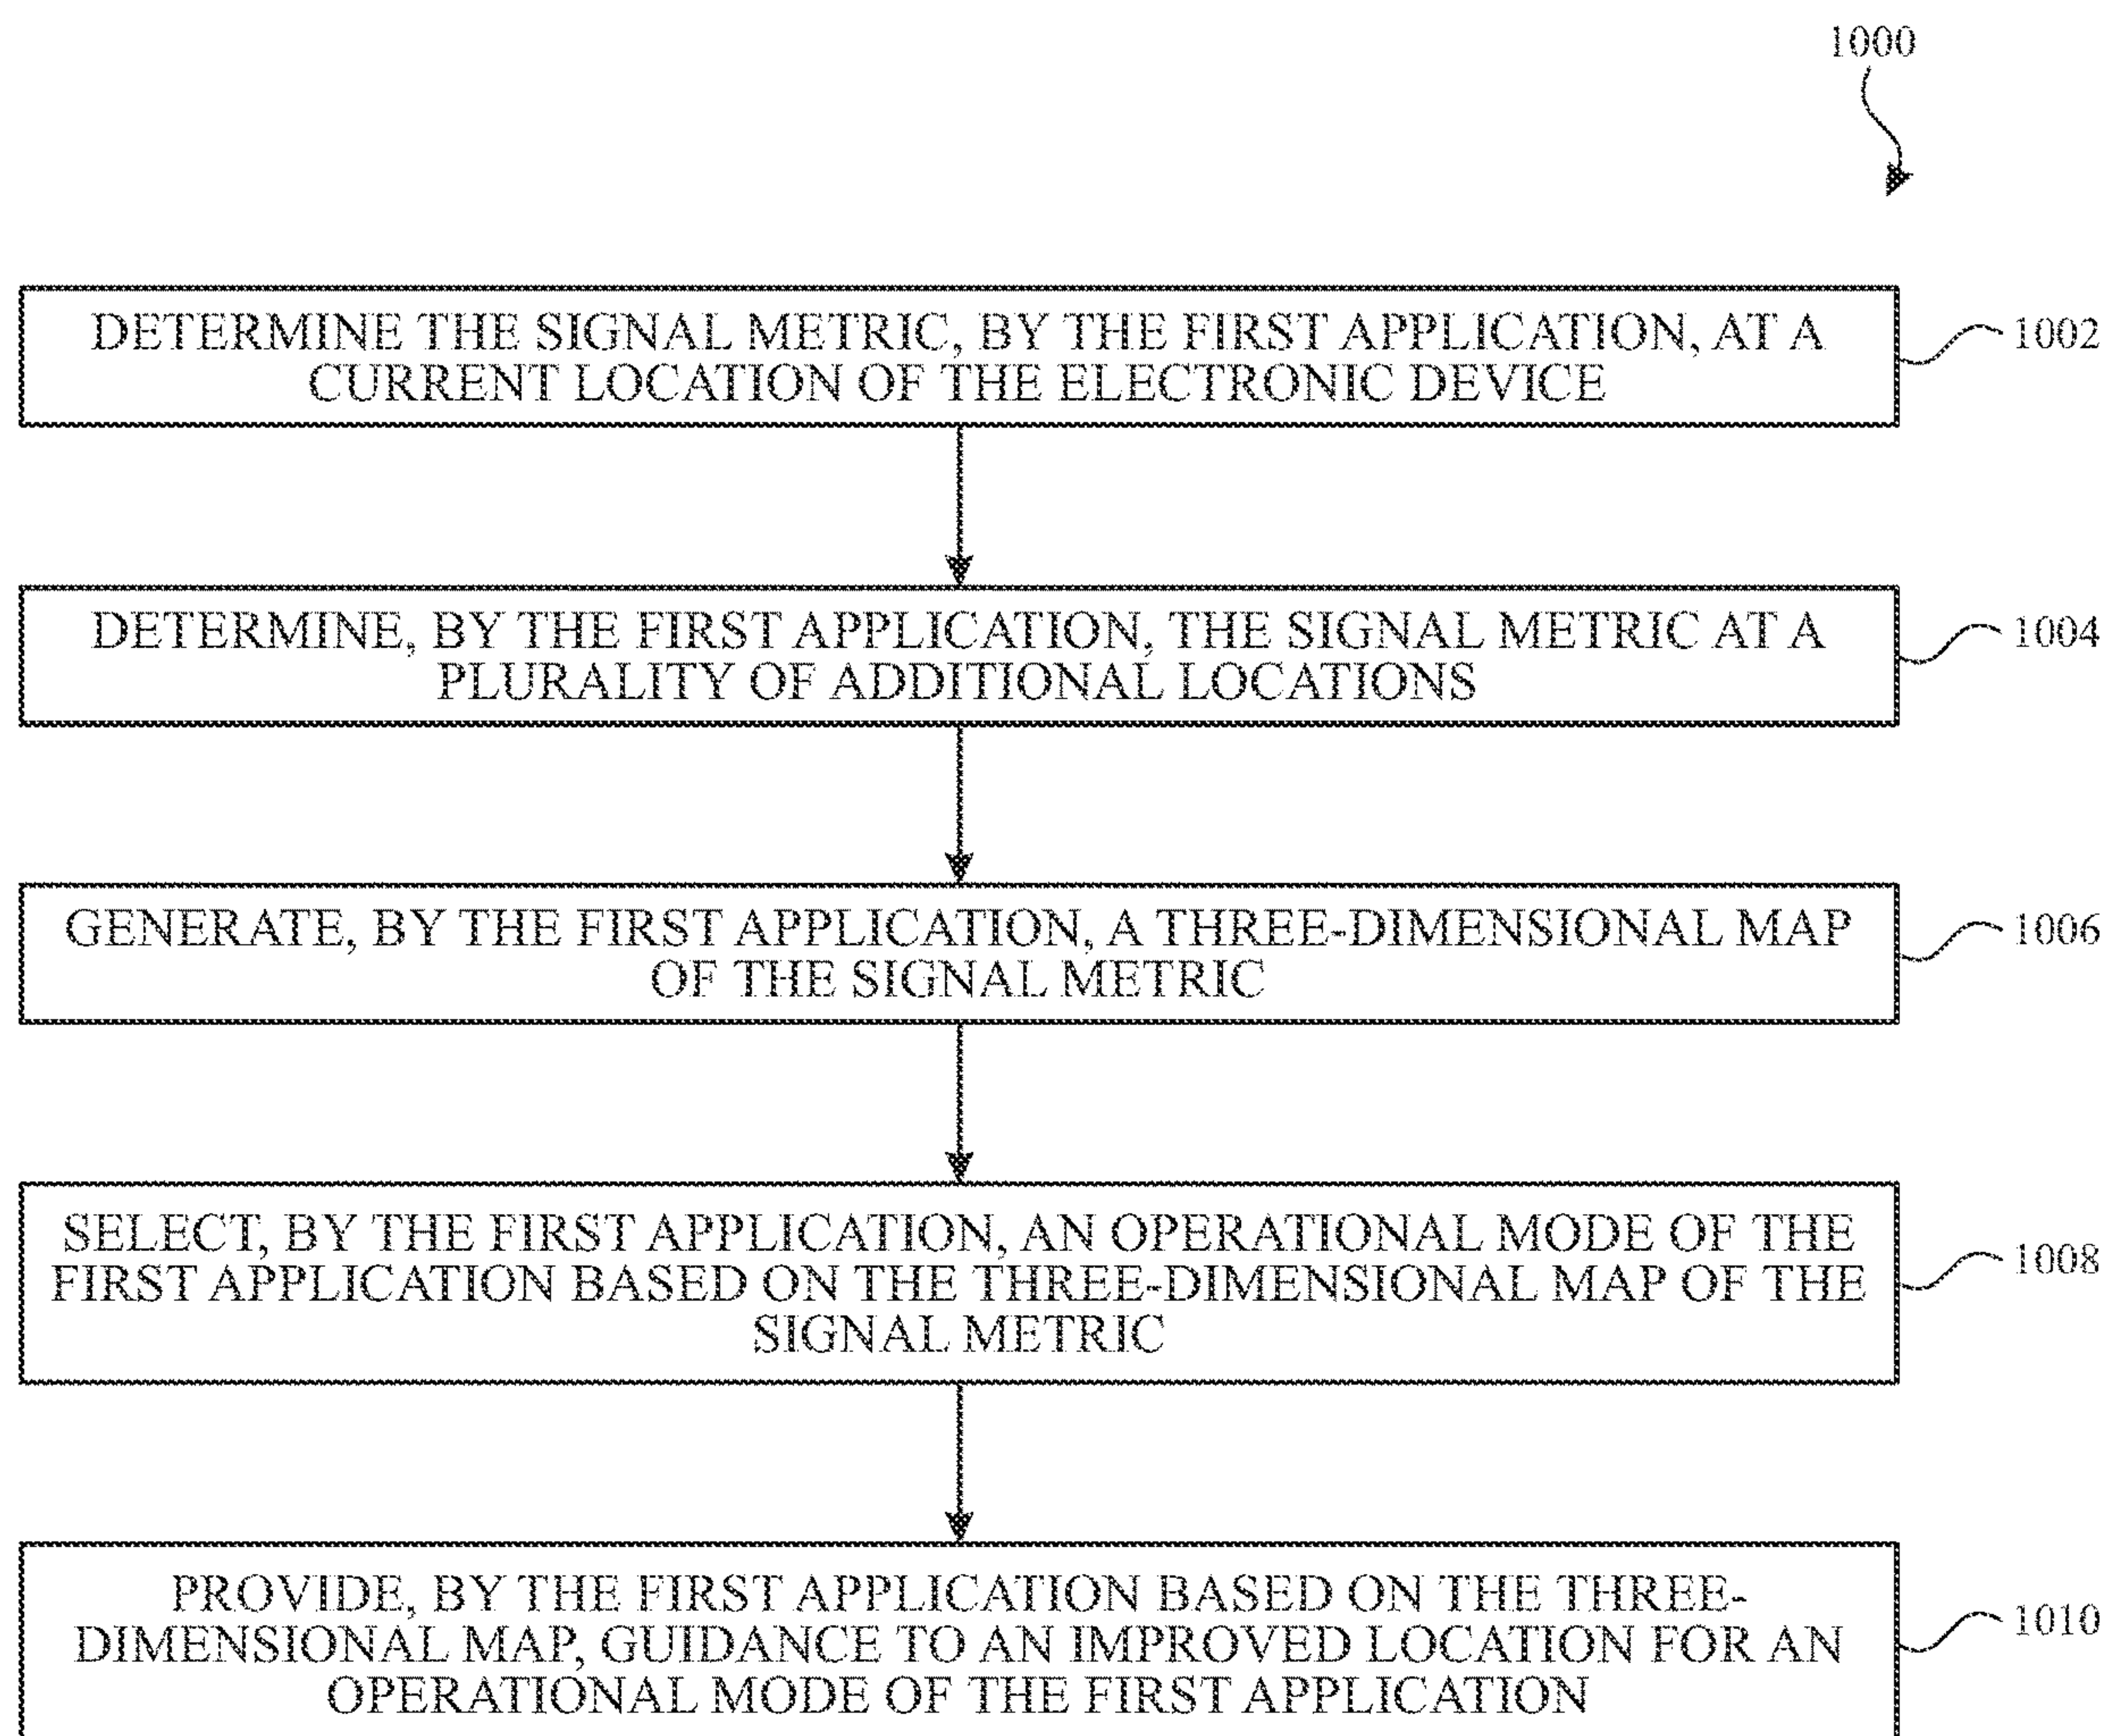 1000
DETERMINE THE SIGNAL METRIC, BY THE FIRST APPLICATION, AT A
CURRENT LOCATION OF THE ELECTRONIC DEVICE
1002
DETERMINE, BY THE FIRST APPLICATION, THE SIGNAL METRIC AT A
PLURALITY OF ADDITIONAL LOCATIONS
1004
GENERATE, BY THE FIRST APPLICATION, A THREE-DIMENSIONAL MAP
OF THE SIGNAL METRIC
1006
SELECT, BY THE FIRST APPLICATION, AN OPERATIONAL MODE OF THE
FIRST APPLICATION BASED ON THE THREE-DIMENSIONAL MAP OF THE
SIGNAL METRIC
1008
PROVIDE, BY THE FIRST APPLICATION BASED ON THE THREE-
DIMENSIONAL MAP, GUIDANCE TO AN IMPROVED LOCATION FOR AN
OPERATIONAL MODE OF THE FIRST APPLICATION
1010